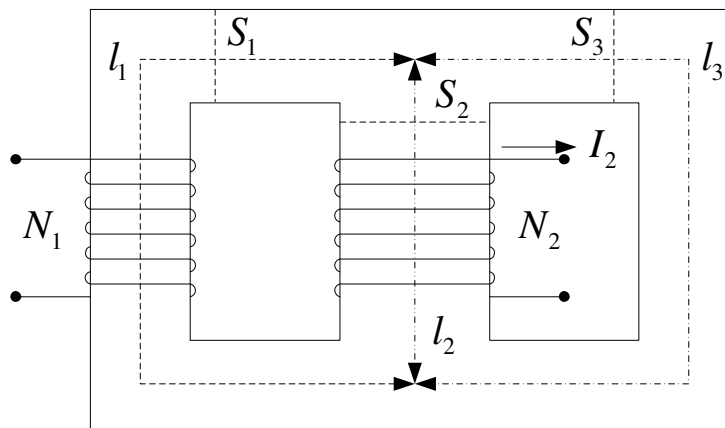 S₁
S₃
l₁
l₃
S₂
I₂
N₁
N₂
l₂